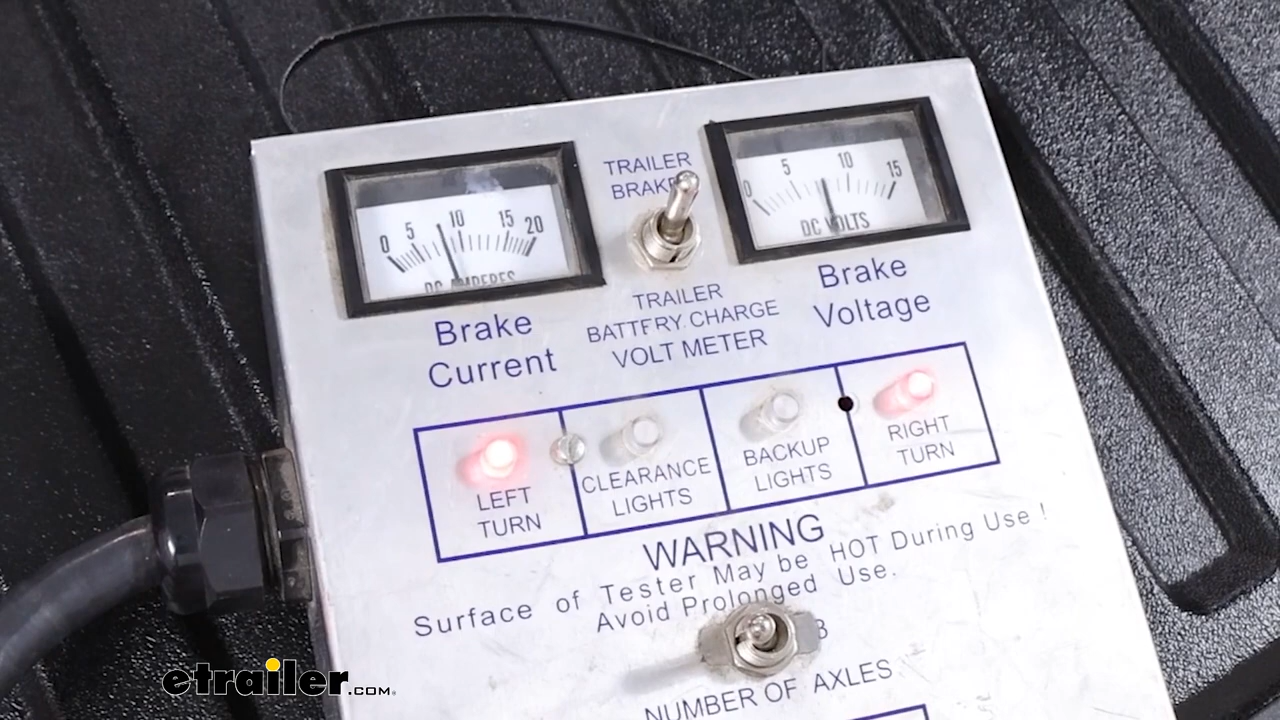 0 5 10 15 20
DC AMPERES
Brake
Current
TRAILER
BRAKE
TRAILER
BATTERY CHARGE
VOLT METER
0 5 10 15
DC VOLTS
Brake
Voltage
LEFT
TURN
CLEARANCE
LIGHTS
BACKUP
LIGHTS
RIGHT
TURN
WARNING
Surface of Tester May be HOT During Use !
Avoid Prolonged Use.
3
NUMBER OF AXLES
etrailer.com